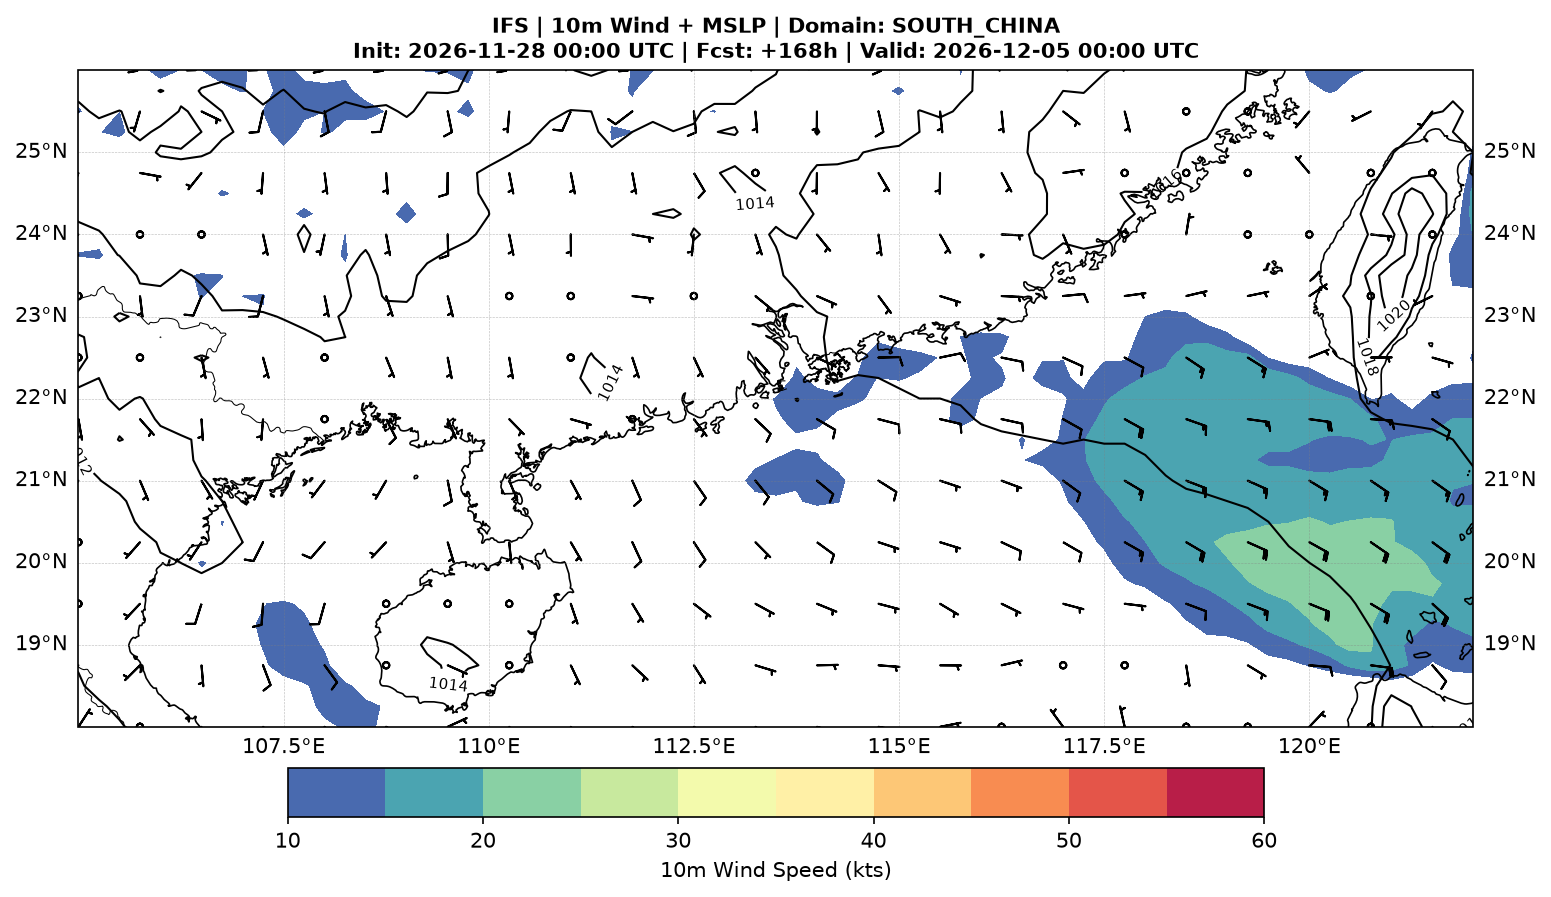 IFS | 10m Wind + MSLP | Domain: SOUTH_CHINA
Init: 2026-11-28 00:00 UTC | Fcst: +168h | Valid: 2026-12-05 00:00 UTC
25°N 25°N
1016
1014
24°N 24°N
23°N 23°N
1020
1018
22°N 22°N
1014
21°N 21°N
20°N 20°N
19°N 19°N
1014
107.5°E 110°E 112.5°E 115°E 117.5°E 120°E
10 20 30 40 50 60
10m Wind Speed (kts)